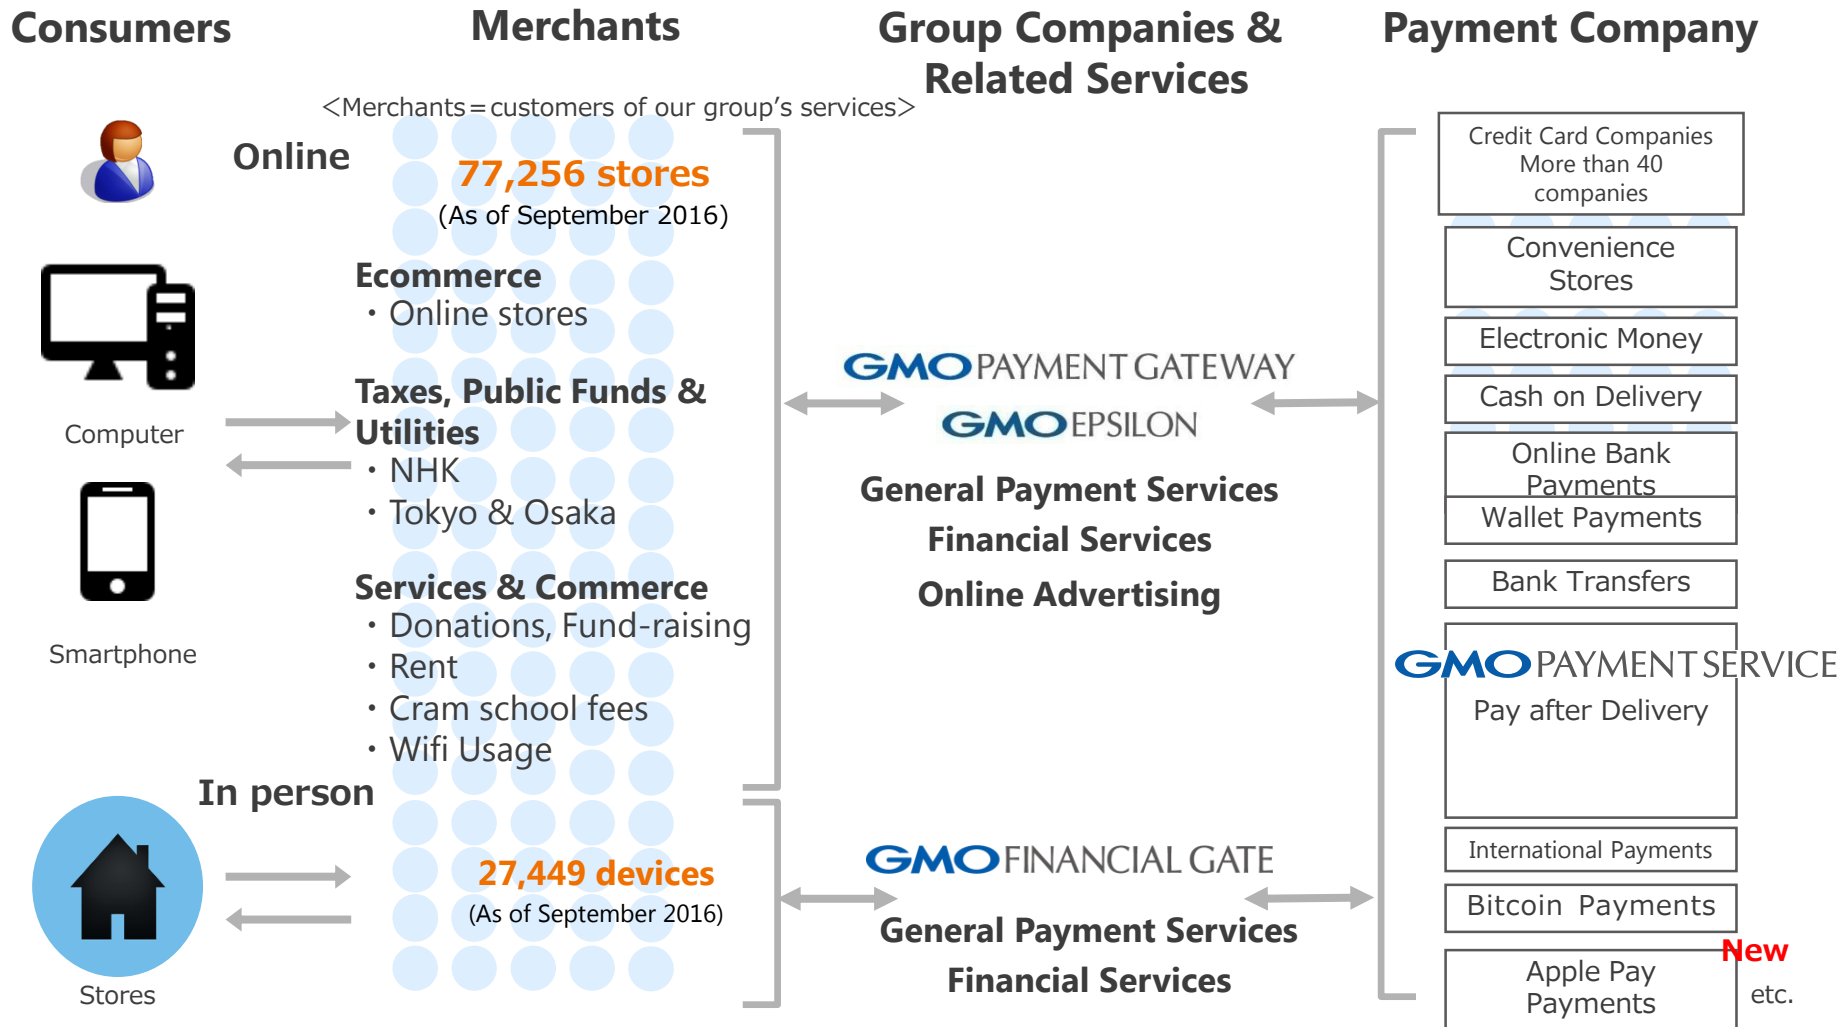 Consumers
Merchants
Group Companies &
Related Services
Payment Company
<Merchants=customers of our group's services>
Online
77,256 stores
(As of September 2016)
Ecommerce
・Online stores
Taxes, Public Funds &
Utilities
・NHK
・Tokyo & Osaka
Services & Commerce
・Donations, Fund-raising
・Rent
・Cram school fees
・Wifi Usage
Computer
Smartphone
In person
27,449 devices
(As of September 2016)
Stores
GMO PAYMENT GATEWAY
GMO EPSILON
General Payment Services
Financial Services
Online Advertising
GMO FINANCIAL GATE
General Payment Services
Financial Services
Credit Card Companies
More than 40
companies
Convenience
Stores
Electronic Money
Cash on Delivery
Online Bank
Payments
Wallet Payments
Bank Transfers
GMO PAYMENT SERVICE
Pay after Delivery
International Payments
Bitcoin Payments
New
Apple Pay
Payments
etc.